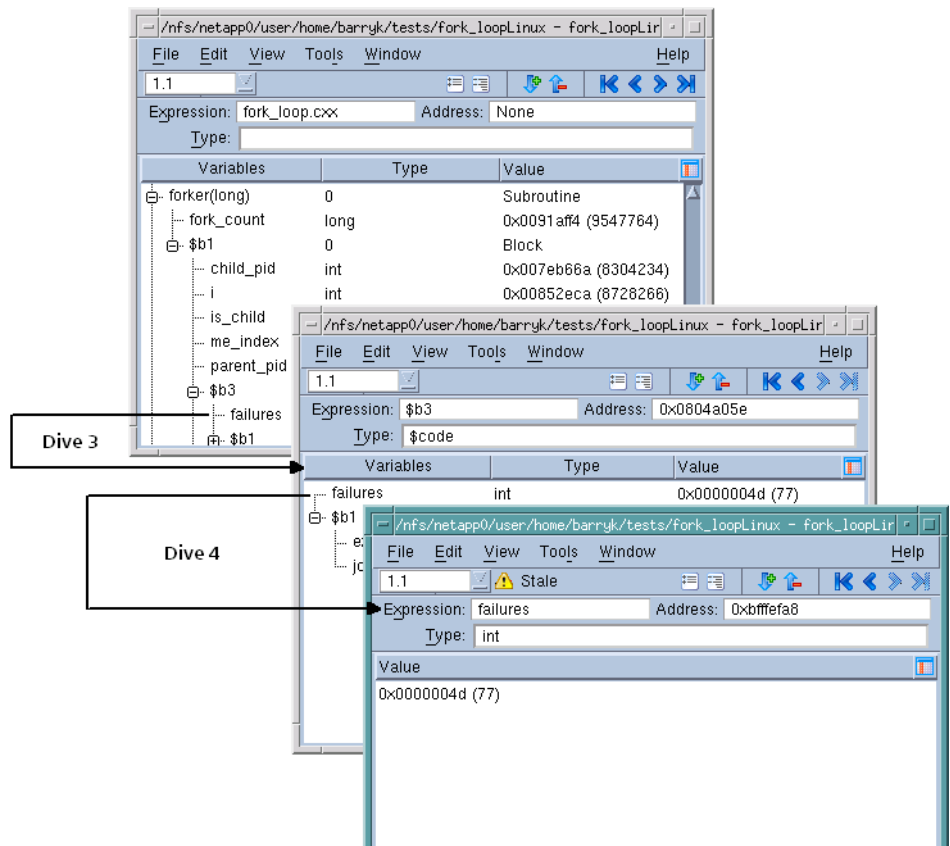 /nfs/netapp0/user/home/barryk/tests/fork_loopLinux - fork_loopLir
File Edit View Tools Window Help
1.1
Expression: fork_loop.cxx Address: None
Type:
Variables Type Value
forker(long) 0 Subroutine
fork_count long 0x0091aff4 (9547764)
$b1 0 Block
child_pid int 0x007eb66a (8304234)
i int 0x00852eca (8728266)
is_child
me_index
parent_pid
$b3
failures
$b1
Dive 3
/nfs/netapp0/user/home/barryk/tests/fork_loopLinux - fork_loopLir
File Edit View Tools Window Help
1.1
Expression: $b3 Address: 0x0804a05e
Type: $code
Variables Type Value
failures int 0x0000004d (77)
$b1
Dive 4
/nfs/netapp0/user/home/barryk/tests/fork_loopLinux - fork_loopLir
File Edit View Tools Window Help
1.1 Stale
Expression: failures Address: 0xbfffefa8
Type: int
Value
0x0000004d (77)